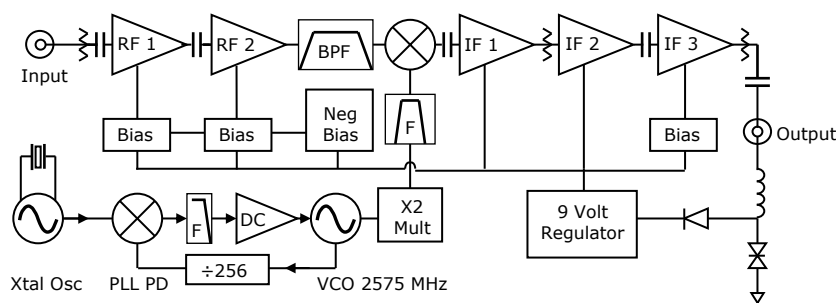 RF 1
RF 2
BPF
IF 1
IF 2
IF 3
Input
F
Neg
Bias
Bias
Bias
Bias
Output
F
DC
X2
Mult
9 Volt
Regulator
÷256
Xtal Osc
PLL PD
VCO 2575 MHz